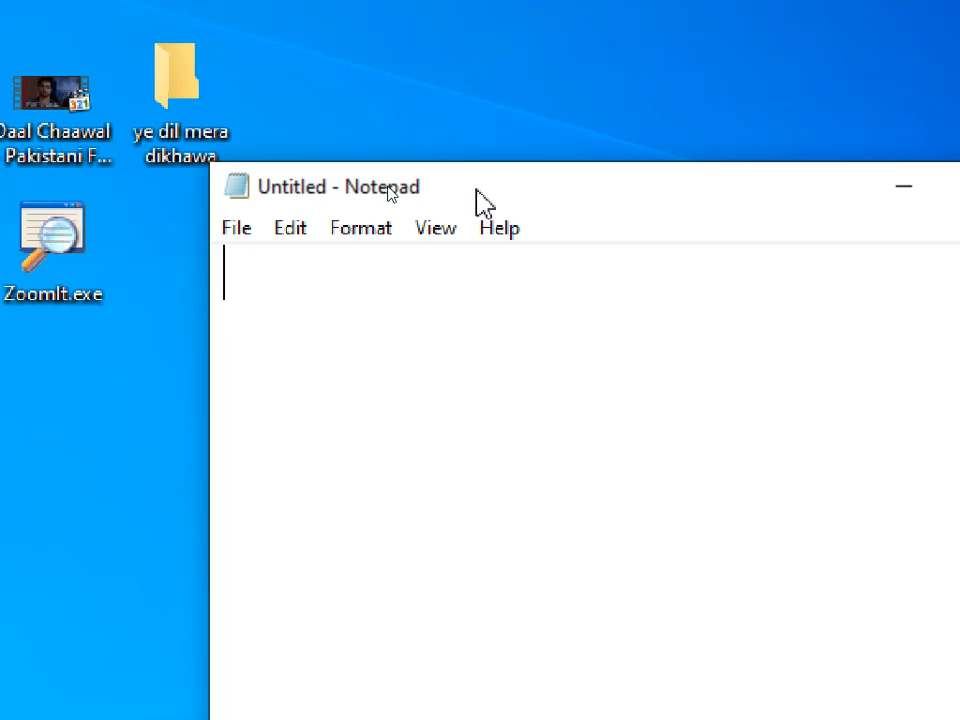 Daal Chaawal
Pakistani F...
ye dil mera
dikhawa
ZoomIt.exe
Untitled - Notepad
File Edit Format View Help